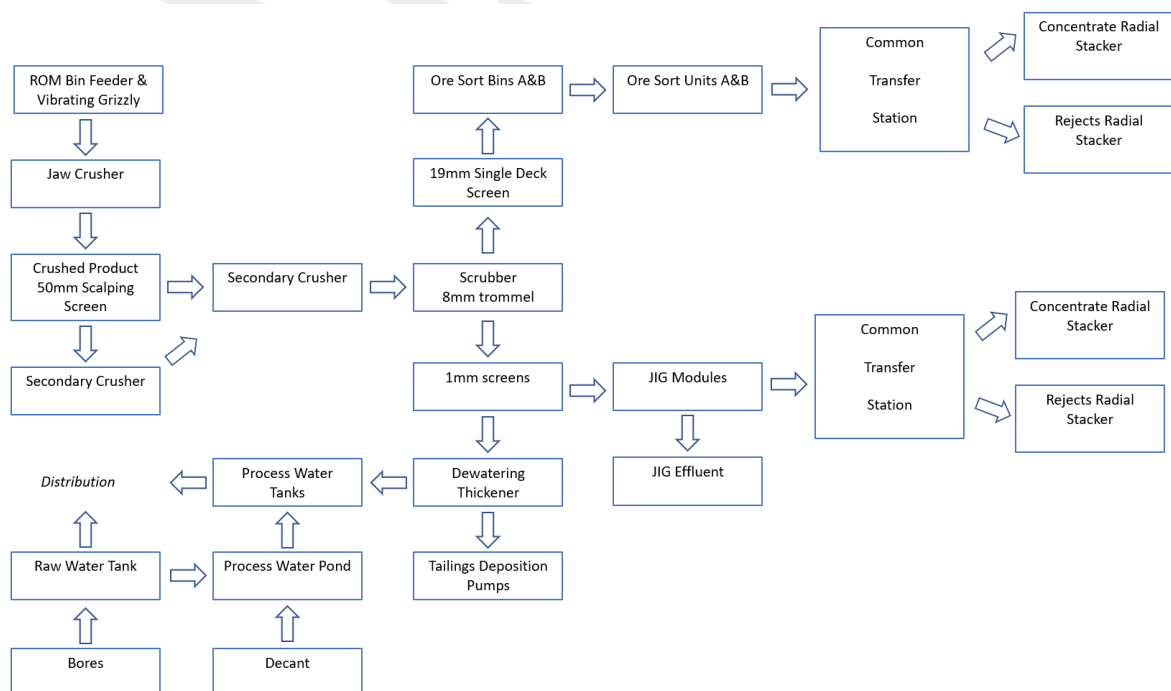 Concentrate Radial
Stacker
Common
Transfer
Station
ROM Bin Feeder &
Vibrating Grizzly
Ore Sort Bins A&B
Ore Sort Units A&B
Rejects Radial
Stacker
Jaw Crusher
19mm Single Deck
Screen
Crushed Product
50mm Scalping
Screen
Secondary Crusher
Scrubber
8mm trommel
Concentrate Radial
Stacker
Common
Transfer
Station
Secondary Crusher
1mm screens
JIG Modules
Rejects Radial
Stacker
Distribution
Process Water
Tanks
Dewatering
Thickener
JIG Effluent
Raw Water Tank
Process Water Pond
Tailings Deposition
Pumps
Bores
Decant